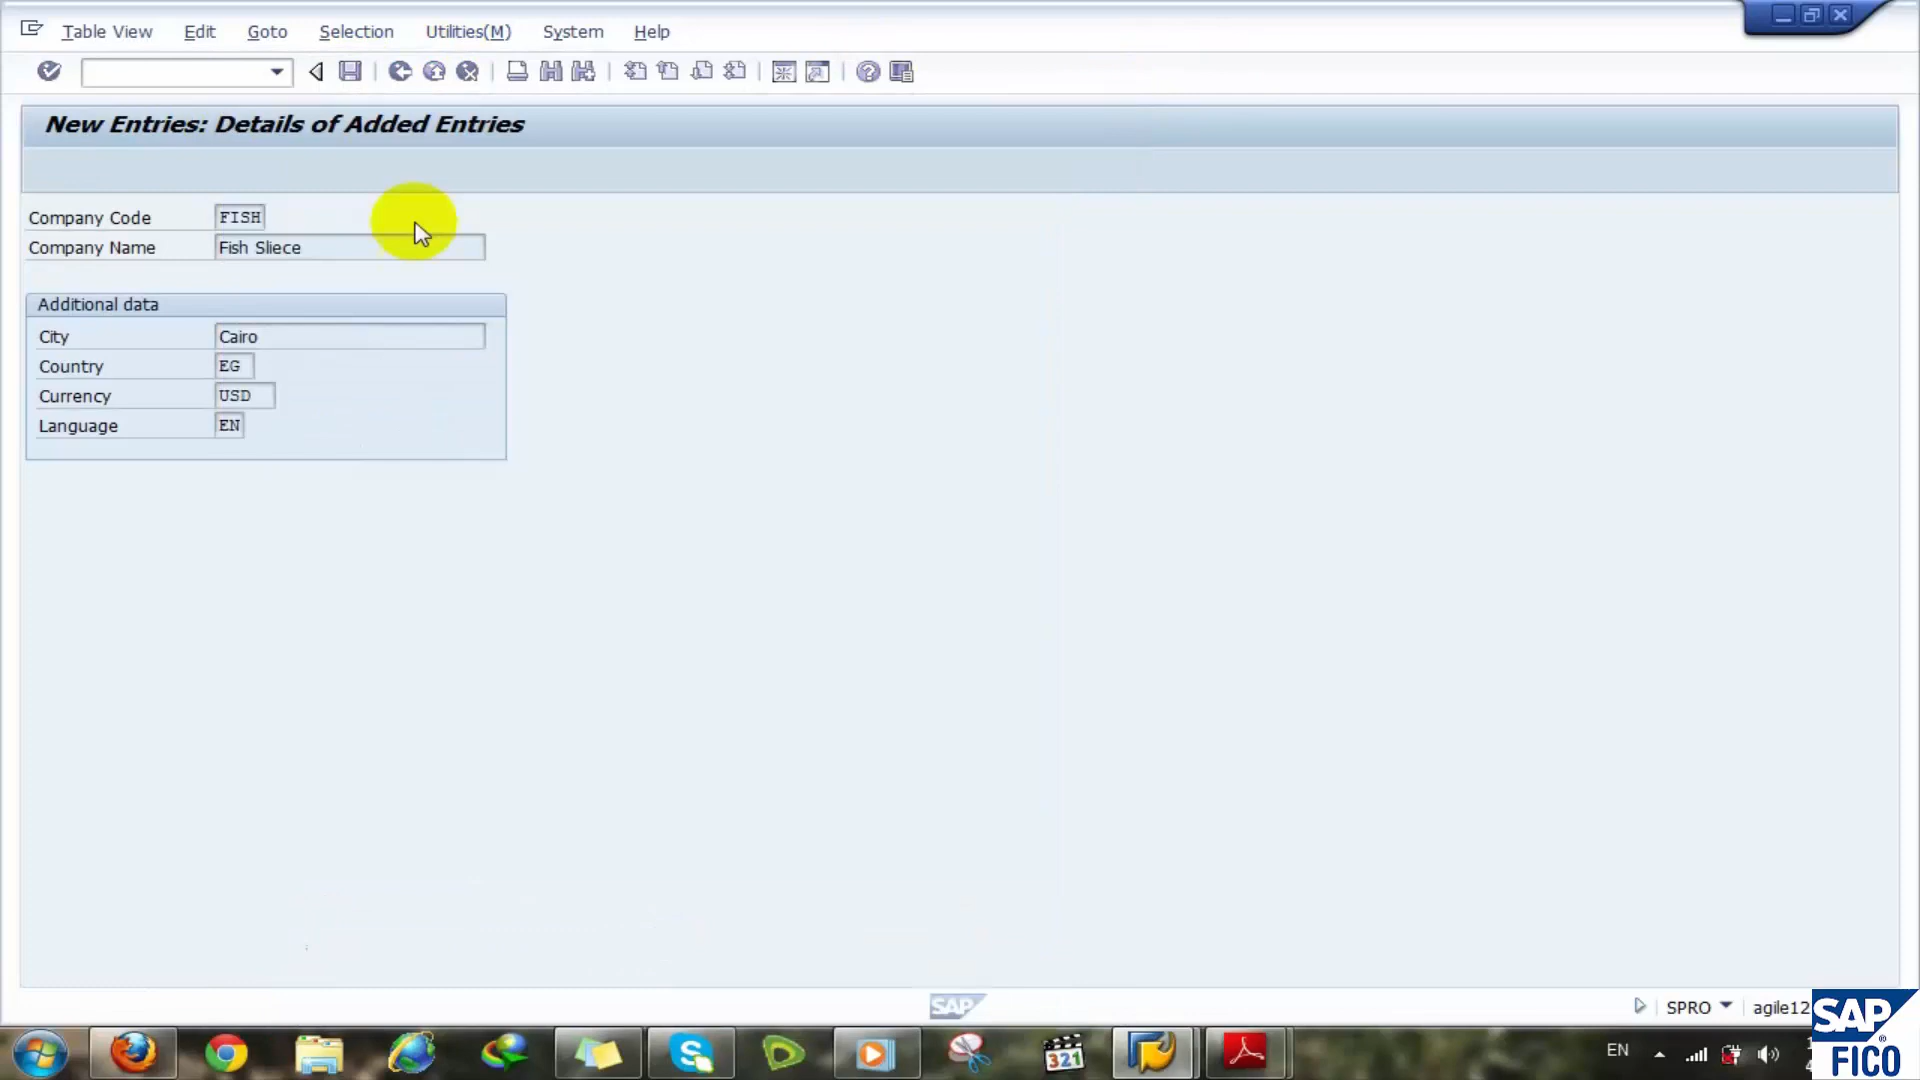 Table View Edit Goto Selection Utilities(M) System Help
New Entries: Details of Added Entries
Company Code FISH
Company Name Fish Sliece
Additional data
City Cairo
Country EG
Currency USD
Language EN
SAP
SPRO agile12
321
EN
SAP
FICO